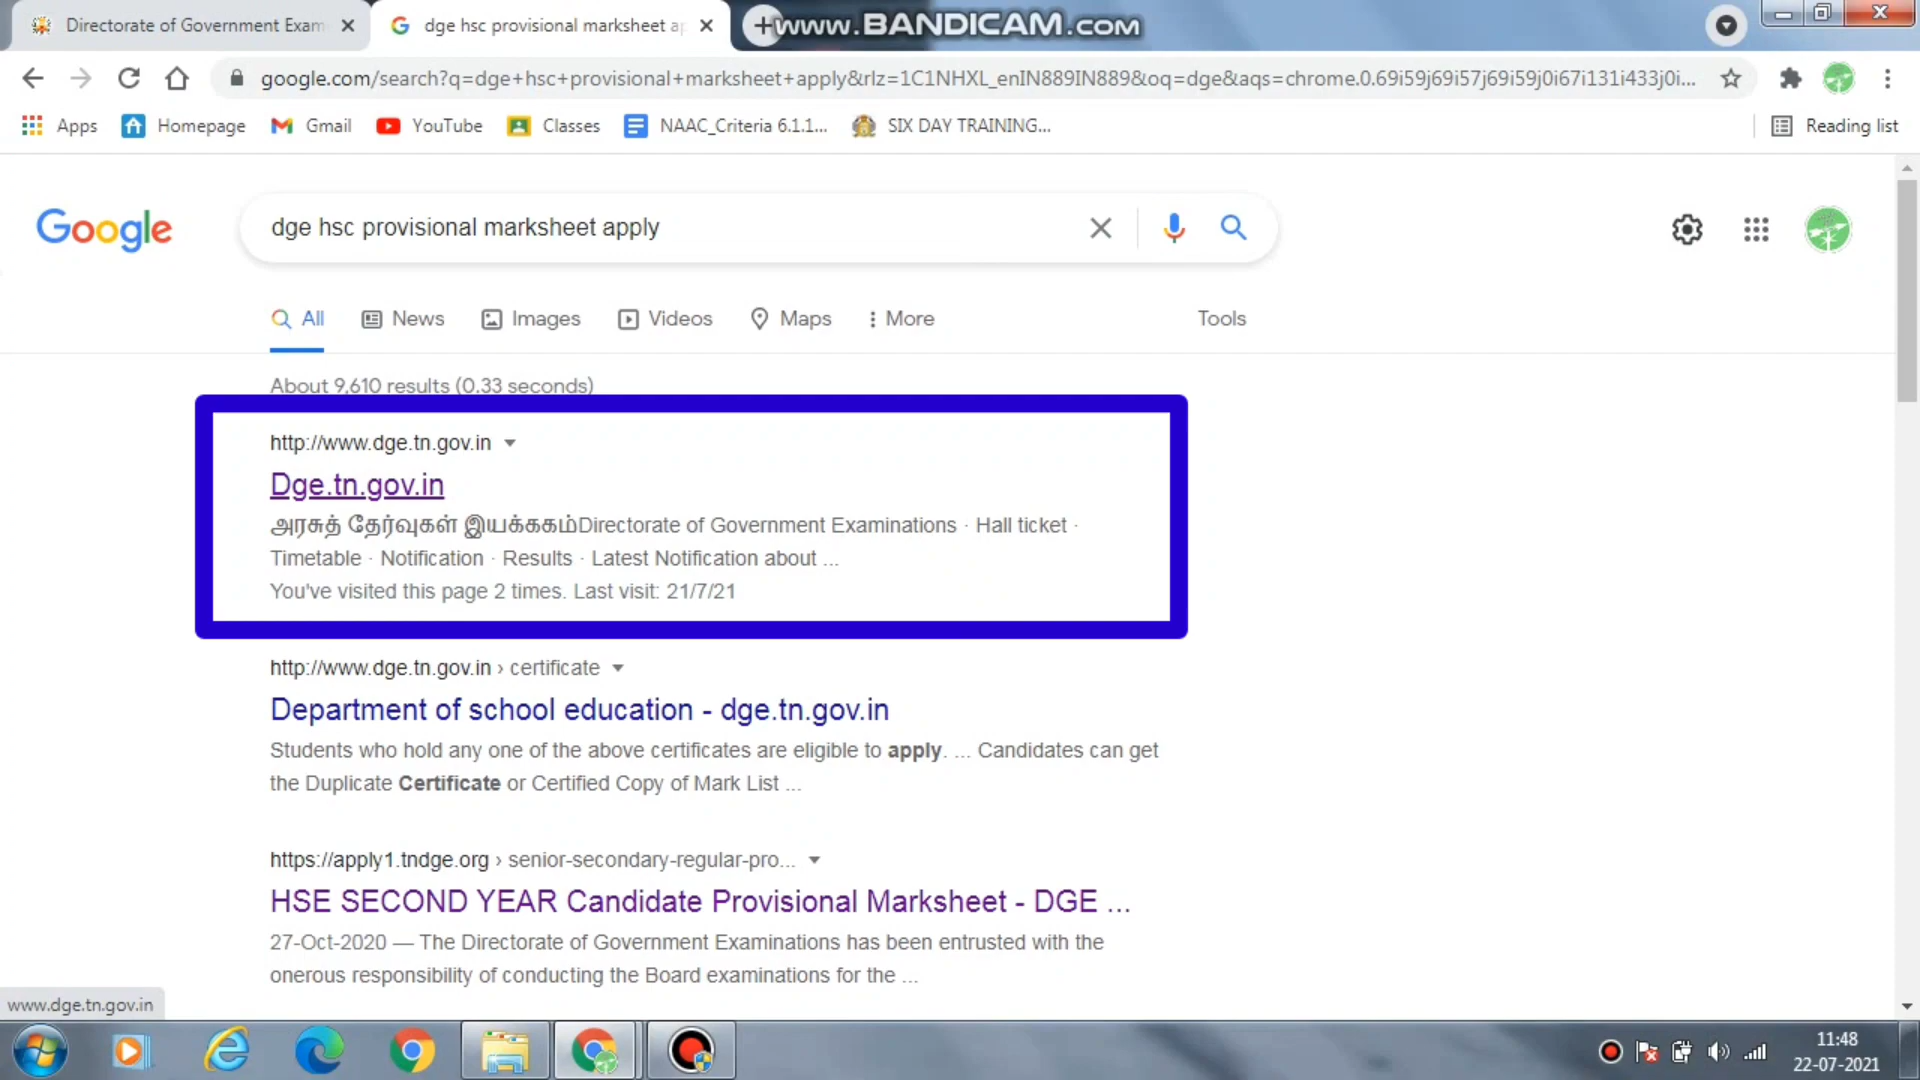 Directorate of Government Exam
dge hsc provisional marksheet ap
www.BANDICAM.com
google.com/search?q=dge+hsc+provisional+marksheet+apply&rlz=1C1NHXL_enIN889IN889&oq=dge&aqs=chrome.0.69i59j69i57j69i59j0i67i131i433j0i...
Apps Homepage Gmail YouTube Classes NAAC_Criteria 6.1.1... SIX DAY TRAINING... Reading list
Google
dge hsc provisional marksheet apply
All News Images Videos Maps More Tools
About 9,610 results (0.33 seconds)
http://www.dge.tn.gov.in
Dge.tn.gov.in
அரசுத் தேர்வுகள் இயக்ககம்Directorate of Government Examinations · Hall ticket ·
Timetable · Notification · Results · Latest Notification about ...
You've visited this page 2 times. Last visit: 21/7/21
http://www.dge.tn.gov.in › certificate
Department of school education - dge.tn.gov.in
Students who hold any one of the above certificates are eligible to apply. ... Candidates can get
the Duplicate Certificate or Certified Copy of Mark List ...
https://apply1.tndge.org › senior-secondary-regular-pro...
HSE SECOND YEAR Candidate Provisional Marksheet - DGE ...
27-Oct-2020 — The Directorate of Government Examinations has been entrusted with the
onerous responsibility of conducting the Board examinations for the ...
www.dge.tn.gov.in
11:48
22-07-2021